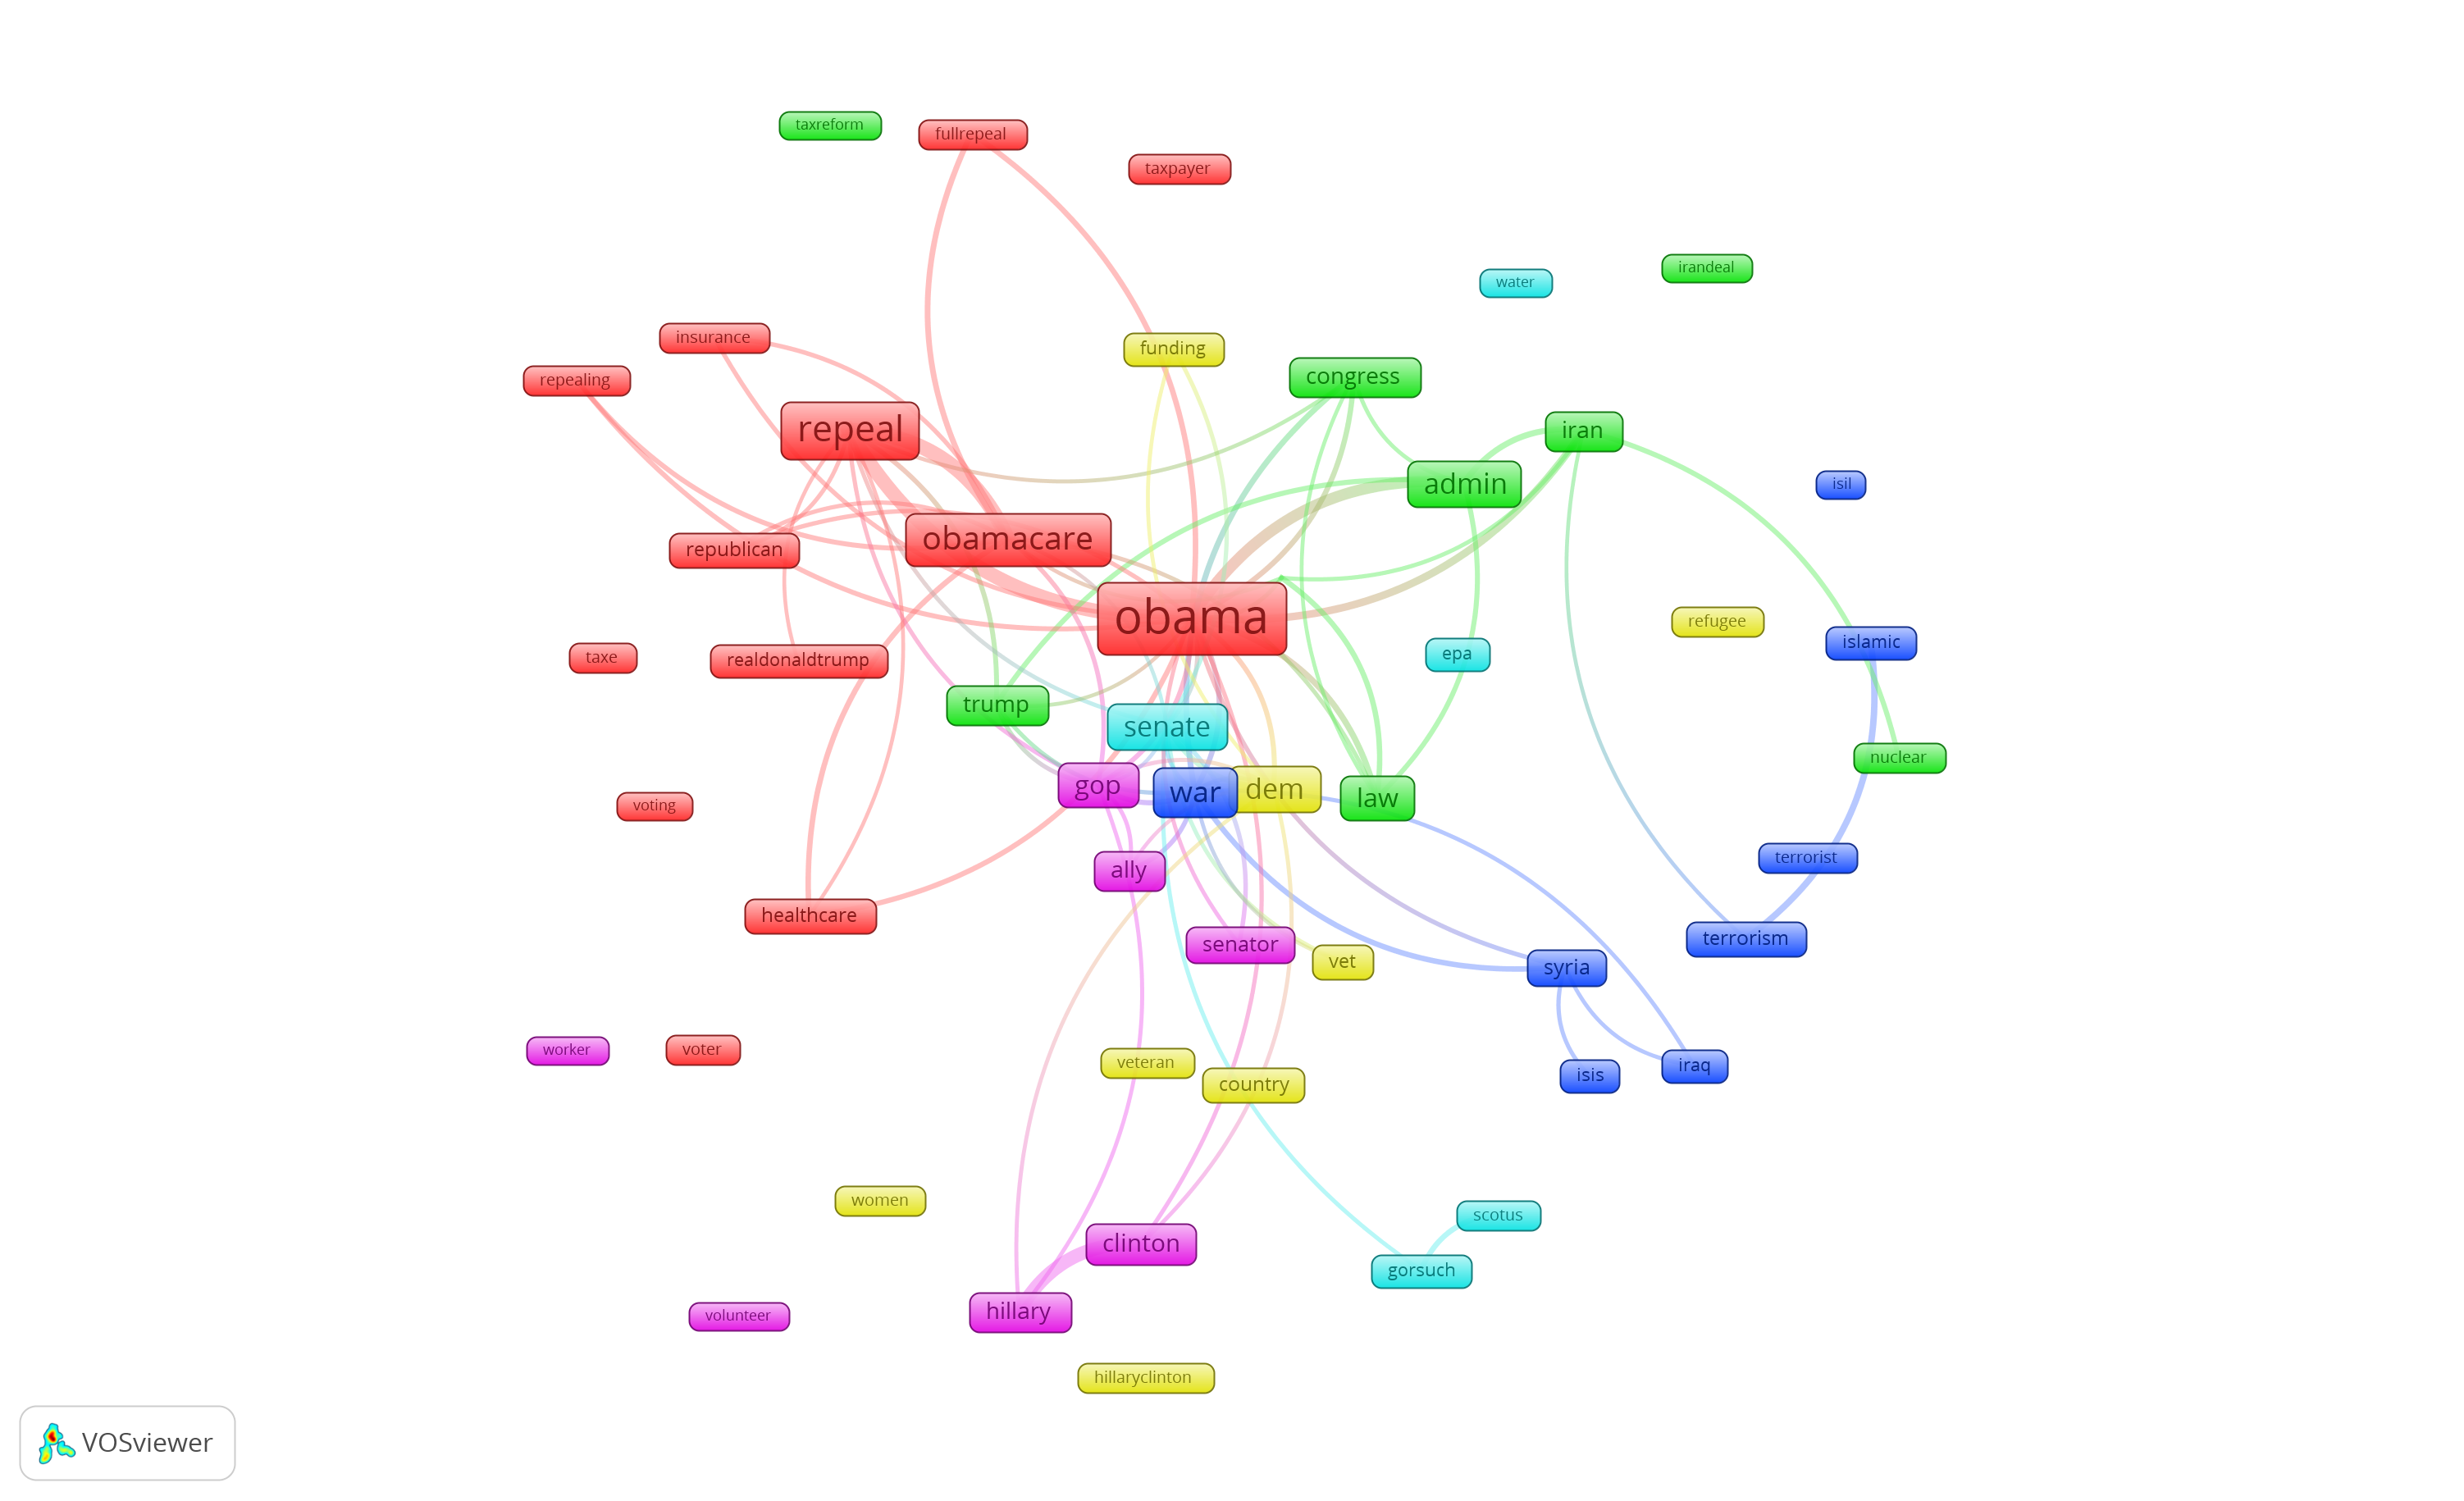 taxreform
fullrepeal
taxpayer
irandeal
water
insurance
funding
repealing
congress
repeal
iran
admin
isil
obamacare
republican
obama
refugee
islamic
epa
taxe
realdonaldtrump
trump
senate
nuclear
gop
war
dem
law
voting
terrorist
ally
healthcare
terrorism
senator
vet
syria
worker
voter
veteran
country
isis
iraq
women
scotus
clinton
gorsuch
hillary
volunteer
hillaryclinton
VOSviewer